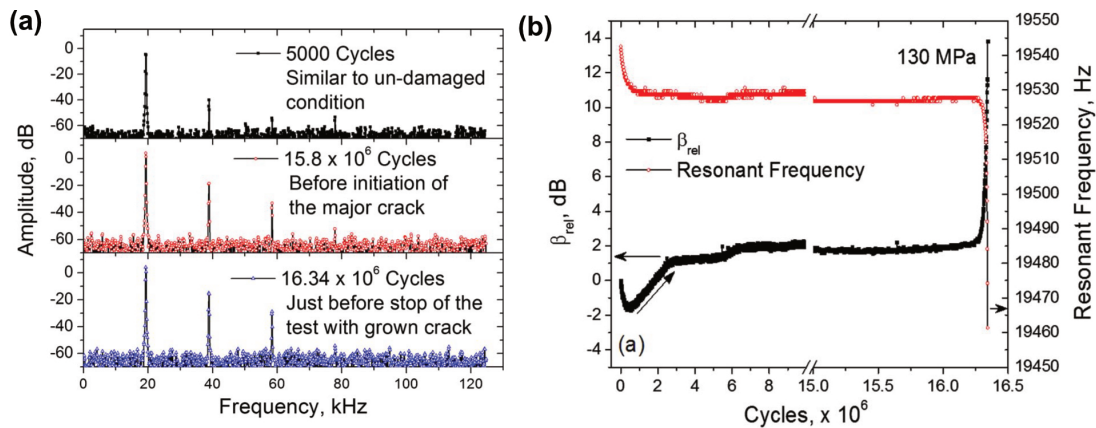 (a)
5000 Cycles
Similar to un-damaged
condition
15.8 x 10⁶ Cycles
Before initiation of
the major crack
16.34 x 10⁶ Cycles
Just before stop of the
test with grown crack
Amplitude, dB
0
-20
-40
-60
0
-20
-40
-60
0
-20
-40
-60
0 20 40 60 80 100 120
Frequency, kHz
(b)
130 MPa
β_rel
Resonant Frequency
(a)
β_rel, dB
14
12
10
8
6
4
2
0
-2
-4
0 2 4 6 8 15.0 15.5 16.0 16.5
Cycles, x 10⁶
19550
19540
19530
19520
19510
19500
19490
19480
19470
19460
19450
Resonant Frequency, Hz